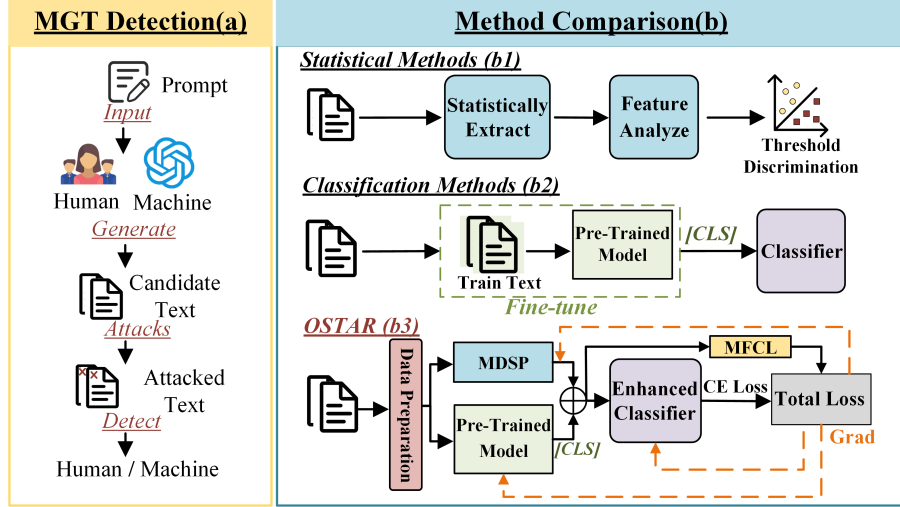 MGT Detection(a)
Prompt
Input
Human
Machine
Generate
Candidate
Text
Attacks
Attacked
Text
Detect
Human / Machine
Method Comparison(b)
Statistical Methods (b1)
Statistically
Extract
Feature
Analyze
Threshold
Discrimination
Classification Methods (b2)
Train Text
Pre-Trained
Model
[CLS]
Classifier
Fine-tune
OSTAR (b3)
Data Preparation
MDSP
Pre-Trained
Model
[CLS]
Enhanced
Classifier
MFCL
CE Loss
Total Loss
Grad